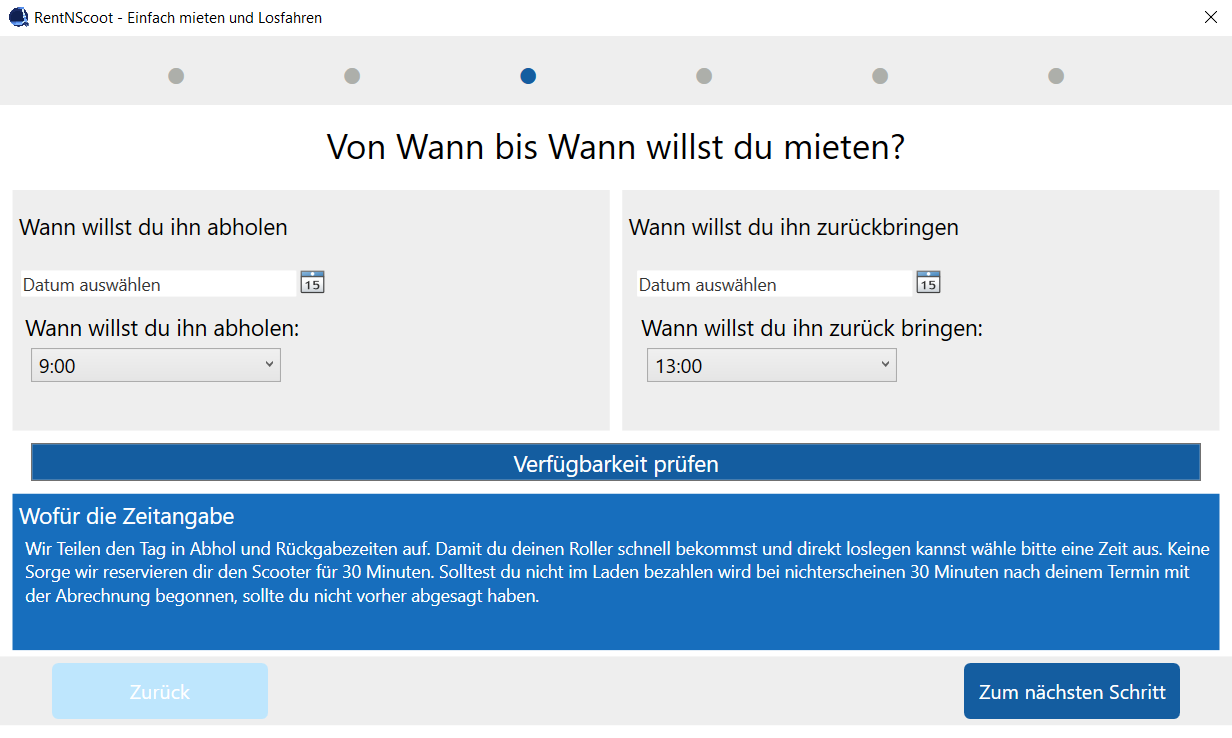 RentNScoot - Einfach mieten und Losfahren
Von Wann bis Wann willst du mieten?
Wann willst du ihn abholen
Wann willst du ihn zurückbringen
Datum auswählen
15
Datum auswählen
15
Wann willst du ihn abholen:
Wann willst du ihn zurück bringen:
9:00
13:00
Verfügbarkeit prüfen
Wofür die Zeitangabe
Wir Teilen den Tag in Abhol und Rückgabezeiten auf. Damit du deinen Roller schnell bekommst und direkt loslegen kannst wähle bitte eine Zeit aus. Keine
Sorge wir reservieren dir den Scooter für 30 Minuten. Solltest du nicht im Laden bezahlen wird bei nichterscheinen 30 Minuten nach deinem Termin mit
der Abrechnung begonnen, sollte du nicht vorher abgesagt haben.
Zurück
Zum nächsten Schritt